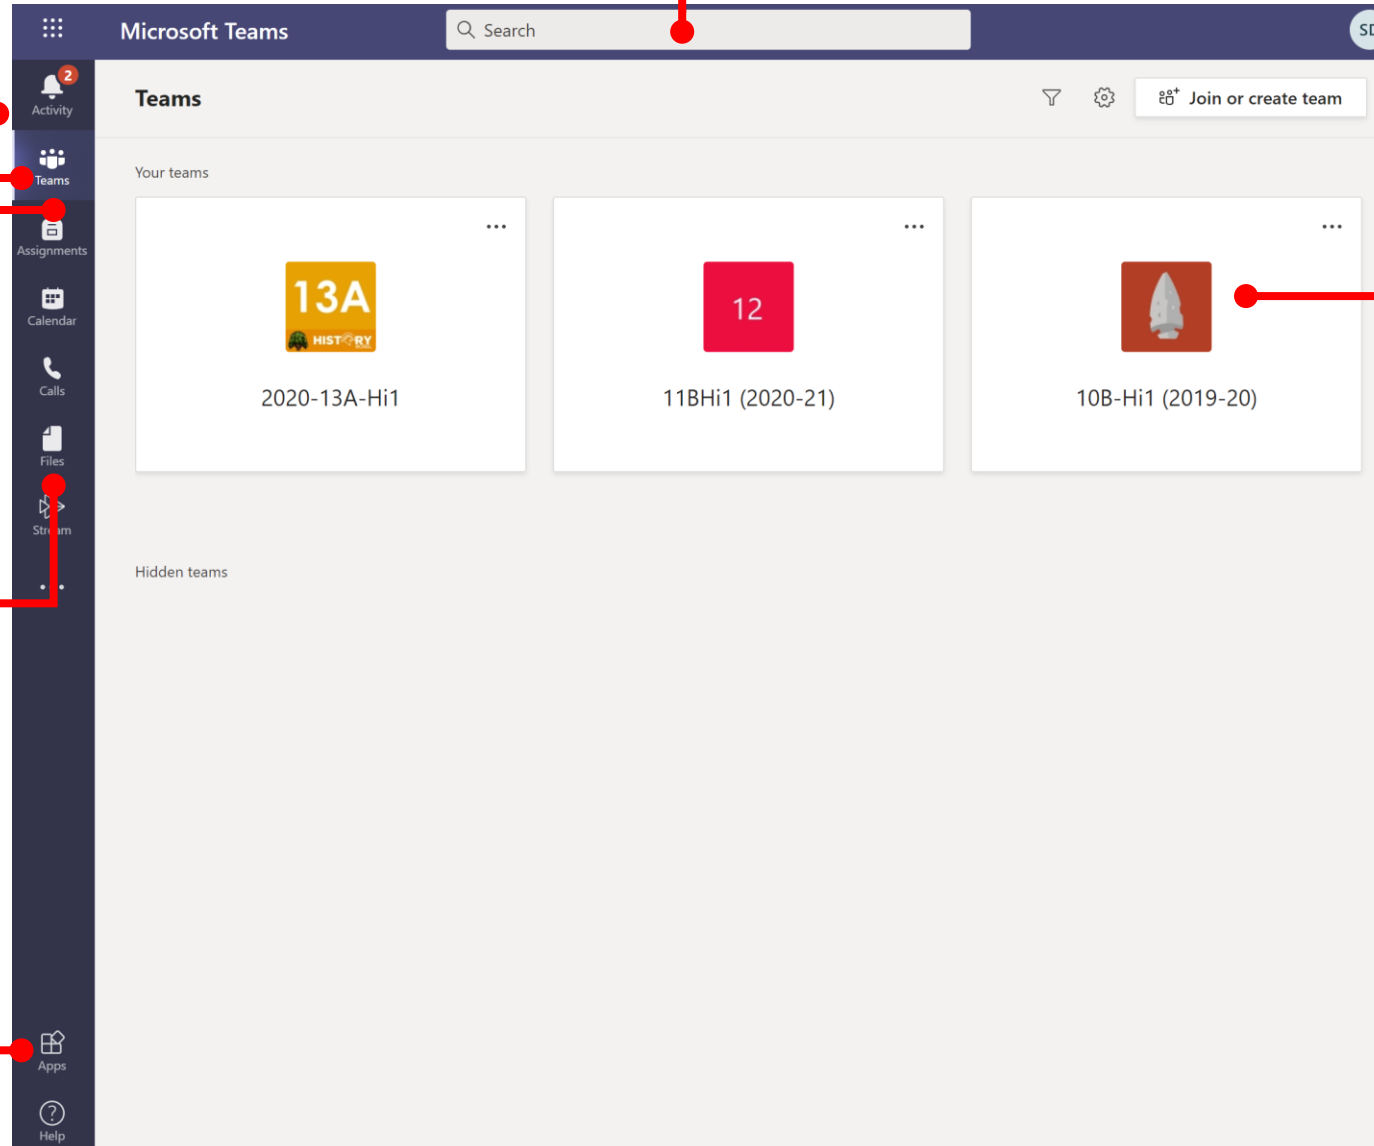 Microsoft Teams
Search
SD
2
Activity
Teams
Assignments
Calendar
Calls
Files
Stream
Apps
Help
Teams
Join or create team
Your teams
13A
HISTORY
2020-13A-Hi1
12
11BHi1 (2020-21)
10B-Hi1 (2019-20)
Hidden teams